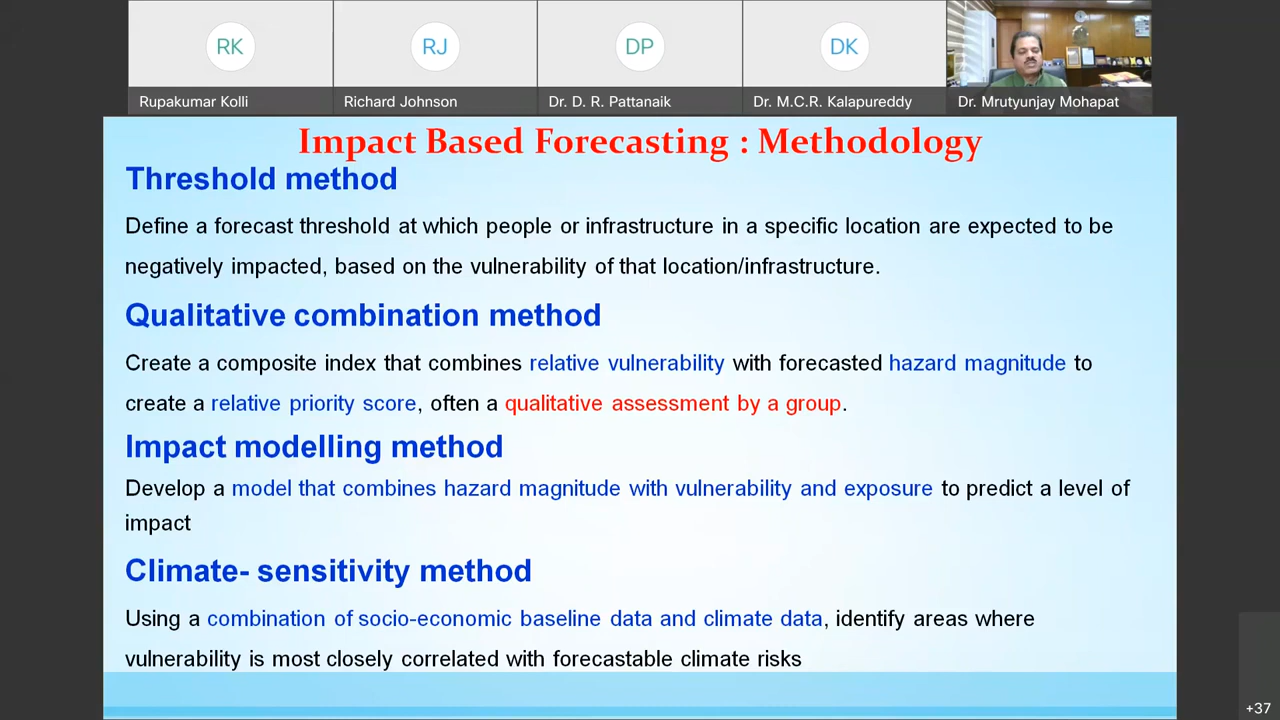 RK
RJ
DP
DK
Rupakumar Kolli
Richard Johnson
Dr. D. R. Pattanaik
Dr. M.C.R. Kalapureddy
Dr. Mrutyunjay Mohapat
Impact Based Forecasting : Methodology
Threshold method
Define a forecast threshold at which people or infrastructure in a specific location are expected to be
negatively impacted, based on the vulnerability of that location/infrastructure.
Qualitative combination method
Create a composite index that combines relative vulnerability with forecasted hazard magnitude to
create a relative priority score, often a qualitative assessment by a group.
Impact modelling method
Develop a model that combines hazard magnitude with vulnerability and exposure to predict a level of
impact
Climate- sensitivity method
Using a combination of socio-economic baseline data and climate data, identify areas where
vulnerability is most closely correlated with forecastable climate risks
+37